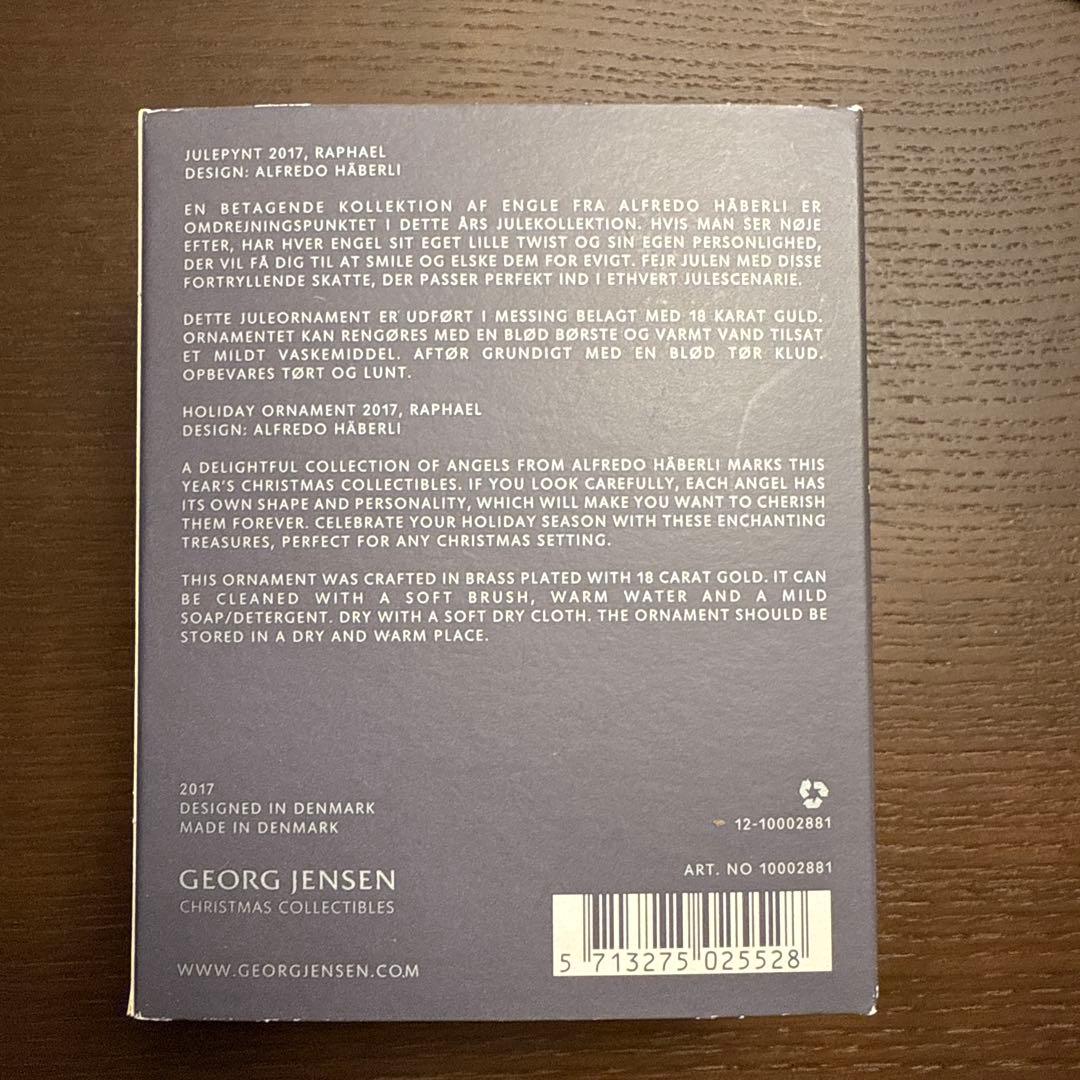 JULEPYNT 2017, RAPHAEL
DESIGN: ALFREDO HÄBERLI
EN BETAGENDE KOLLEKTION AF ENGLE FRA ALFREDO HÄBERLI ER
OMDREJNINGSPUNKTET I DETTE ÅRS JULEKOLLEKTION. HVIS MAN SER NØJE
EFTER, HAR HVER ENGEL SIT EGET LILLE TWIST OG SIN EGEN PERSONLIGHED,
DER VIL FÅ DIG TIL AT SMILE OG ELSKE DEM FOR EVIGT. FEJR JULEN MED DISSE
FORTRYLLENDE SKATTE, DER PASSER PERFEKT IND I ETHVERT JULESCENARIE.
DETTE JULEORNAMENT ER UDFØRT I MESSING BELAGT MED 18 KARAT GULD.
ORNAMENTET KAN RENGØRES MED EN BLØD BØRSTE OG VARMT VAND TILSAT
ET MILDT VASKEMIDDEL. AFTØR GRUNDIGT MED EN BLØD TØR KLUD.
OPBEVARES TØRT OG LUNT.
HOLIDAY ORNAMENT 2017, RAPHAEL
DESIGN: ALFREDO HÄBERLI
A DELIGHTFUL COLLECTION OF ANGELS FROM ALFREDO HÄBERLI MARKS THIS
YEAR'S CHRISTMAS COLLECTIBLES. IF YOU LOOK CAREFULLY, EACH ANGEL HAS
ITS OWN SHAPE AND PERSONALITY, WHICH WILL MAKE YOU WANT TO CHERISH
THEM FOREVER. CELEBRATE YOUR HOLIDAY SEASON WITH THESE ENCHANTING
TREASURES, PERFECT FOR ANY CHRISTMAS SETTING.
THIS ORNAMENT WAS CRAFTED IN BRASS PLATED WITH 18 CARAT GOLD. IT CAN
BE CLEANED WITH A SOFT BRUSH, WARM WATER AND A MILD
SOAP/DETERGENT. DRY WITH A SOFT DRY CLOTH. THE ORNAMENT SHOULD BE
STORED IN A DRY AND WARM PLACE.
2017
DESIGNED IN DENMARK
MADE IN DENMARK
12-10002881
GEORG JENSEN
CHRISTMAS COLLECTIBLES
ART. NO 10002881
5 713275 025528
WWW.GEORGJENSEN.COM